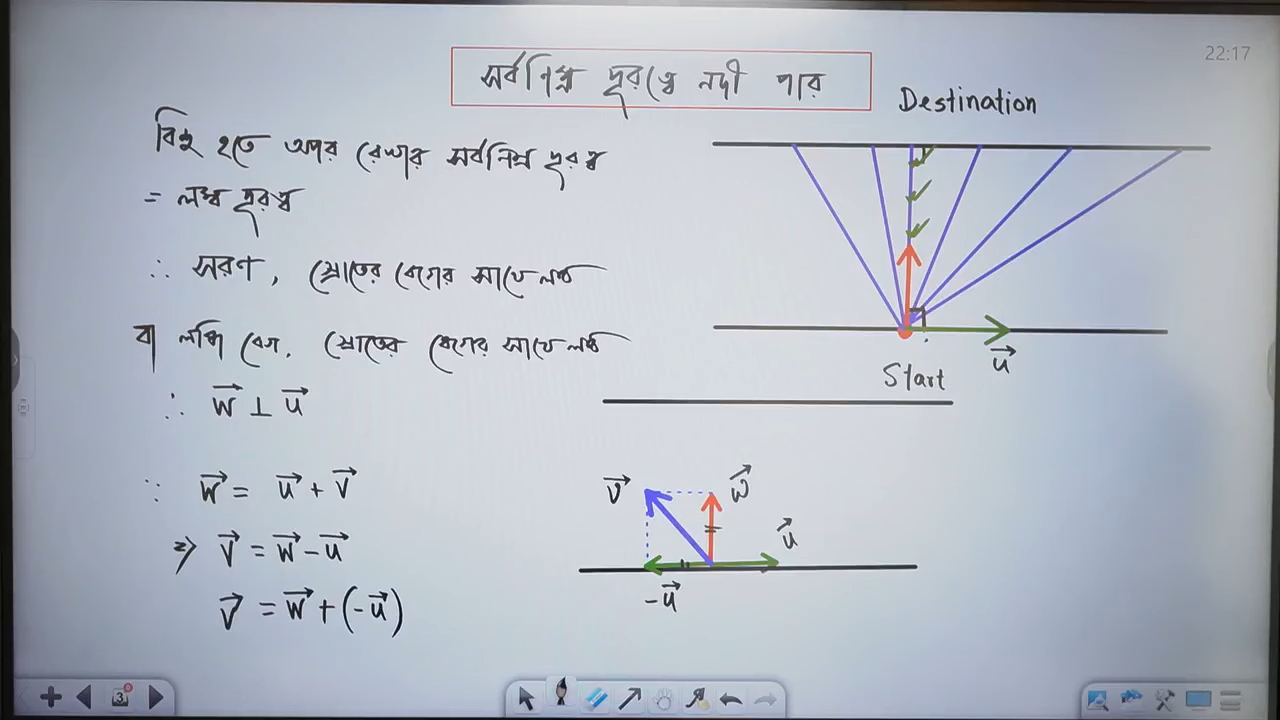 22:17
সর্বনিম্ন দূরত্বে নদী পার
Destination
বিন্দু হতে অপর রেখার সর্বনিম্ন দূরত্ব
= লম্ব দূরত্ব
∴ সরণ, স্রোতের বেগের সাথে লম্ব
বা লব্ধি বেগ, স্রোতের বেগের সাথে লম্ব
u⃗
Start
∴ w⃗ ⊥ u⃗
∵ w⃗ = u⃗ + v⃗
⇒ v⃗ = w⃗ - u⃗
v⃗ = w⃗ + (-u⃗)
v⃗ w⃗
u⃗
-u⃗
3